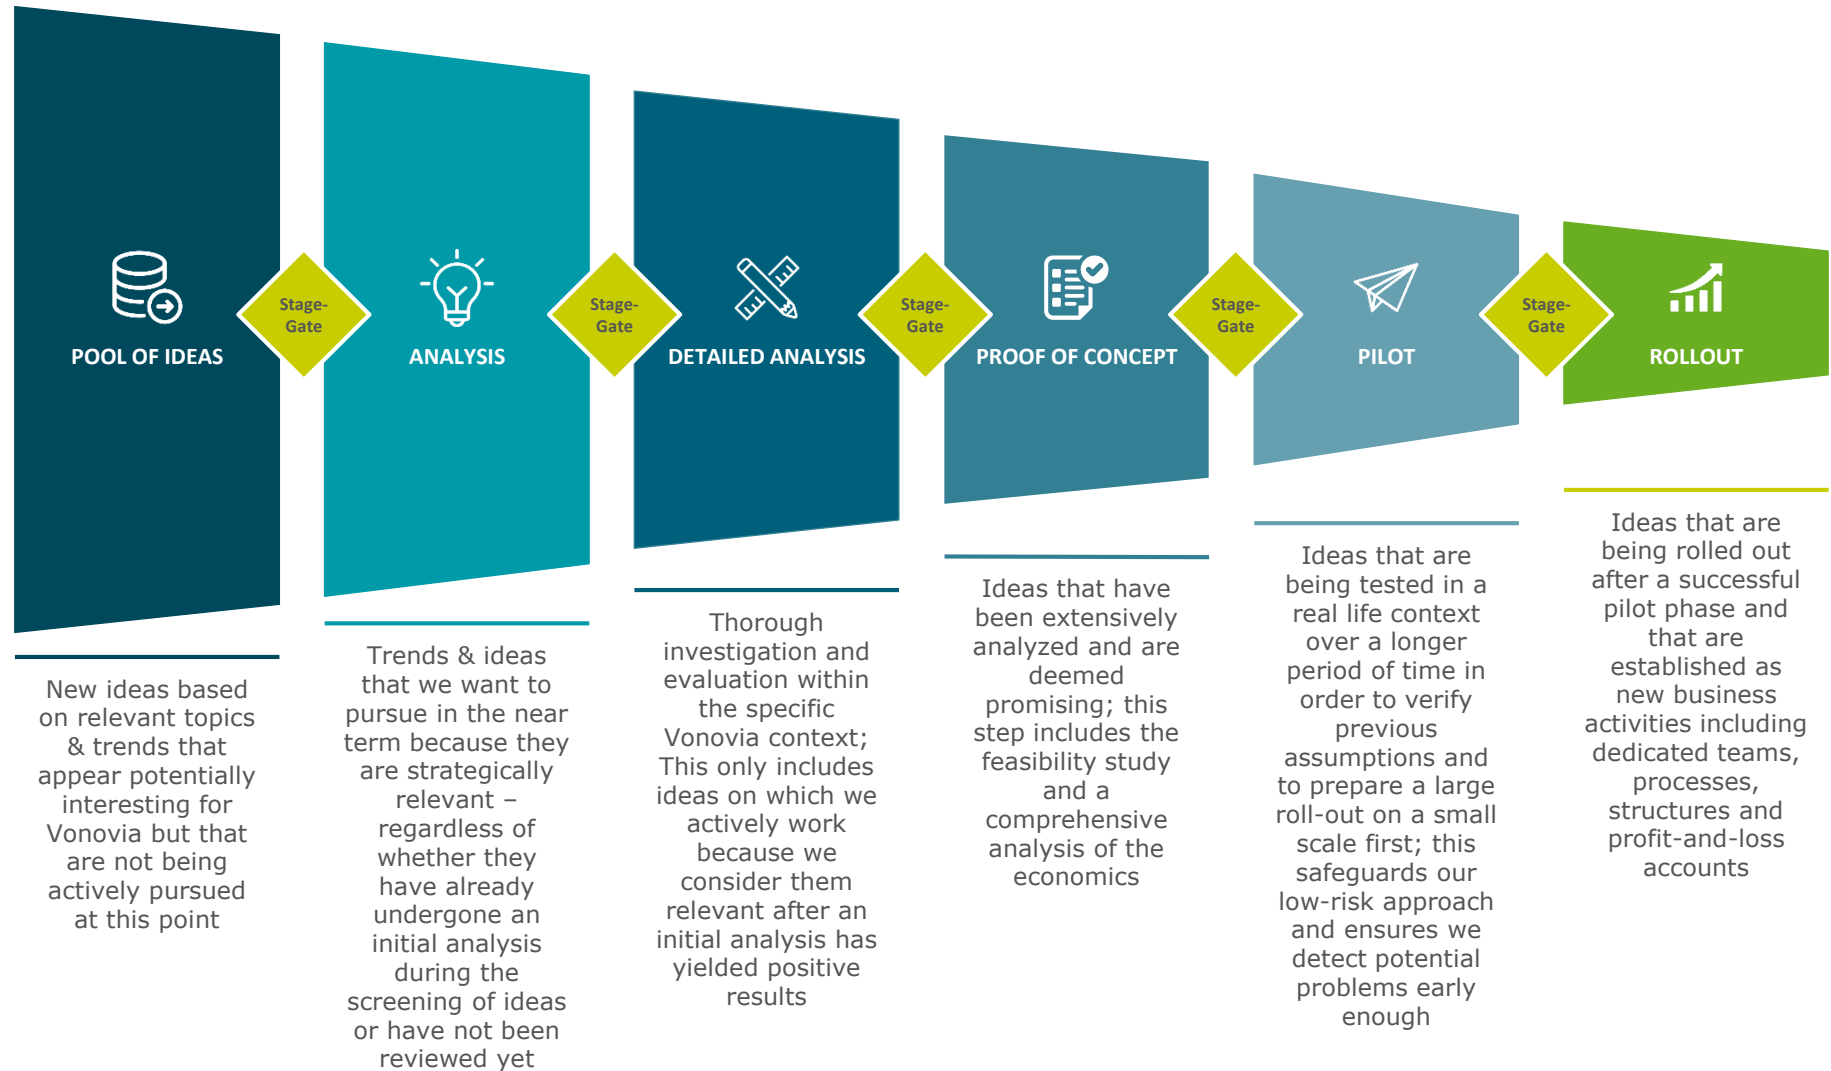 POOL OF IDEAS
Stage-
Gate
ANALYSIS
Stage-
Gate
DETAILED ANALYSIS
Stage-
Gate
PROOF OF CONCEPT
Stage-
Gate
PILOT
Stage-
Gate
ROLLOUT
New ideas based
on relevant topics
& trends that
appear potentially
interesting for
Vonovia but that
are not being
actively pursued
at this point
Trends & ideas
that we want to
pursue in the near
term because they
are strategically
relevant –
regardless of
whether they
have already
undergone an
initial analysis
during the
screening of ideas
or have not been
reviewed yet
Thorough
investigation and
evaluation within
the specific
Vonovia context;
This only includes
ideas on which we
actively work
because we
consider them
relevant after an
initial analysis has
yielded positive
results
Ideas that have
been extensively
analyzed and are
deemed
promising; this
step includes the
feasibility study
and a
comprehensive
analysis of the
economics
Ideas that are
being tested in a
real life context
over a longer
period of time in
order to verify
previous
assumptions and
to prepare a large
roll-out on a small
scale first; this
safeguards our
low-risk approach
and ensures we
detect potential
problems early
enough
Ideas that are
being rolled out
after a successful
pilot phase and
that are
established as
new business
activities including
dedicated teams,
processes,
structures and
profit-and-loss
accounts